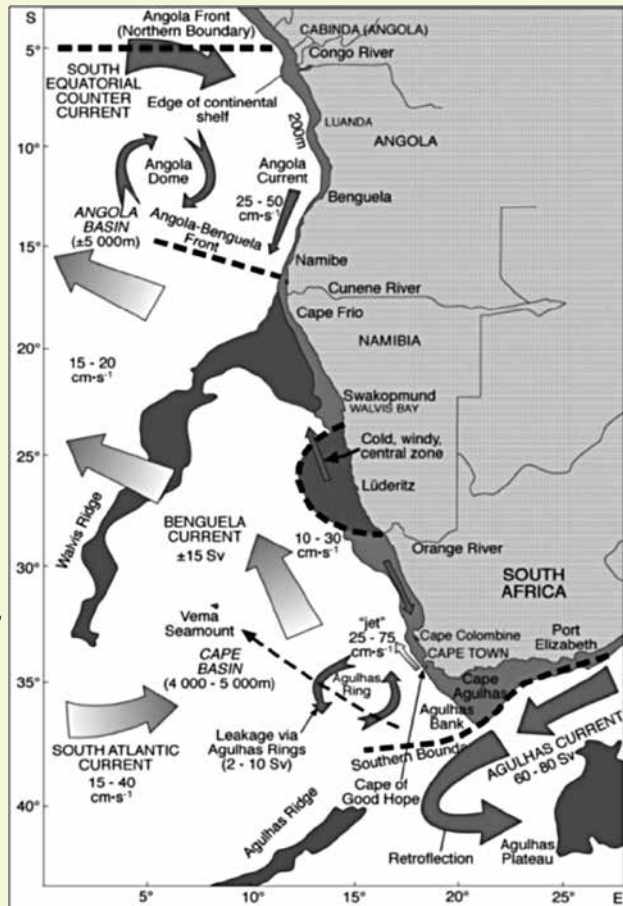 S
Angola Front
(Northern Boundary)
CABINDA (ANGOLA)
Congo River
5°
SOUTH
EQUATORIAL
COUNTER
CURRENT
Edge of continental
shelf
200m
LUANDA
10°
ANGOLA
Angola
Dome
Angola
Current
25 - 50
cm·s⁻¹
Benguela
ANGOLA
BASIN
(±5 000m)
Angola-Benguela
Front
15°
Namibe
Cunene River
Cape Frio
20°
NAMIBIA
15 - 20
cm·s⁻¹
Swakopmund
WALVIS BAY
Cold, windy,
central zone
25°
Lüderitz
Walvis Ridge
BENGUELA
CURRENT
±15 Sv
10 - 30
cm·s⁻¹
Orange River
30°
SOUTH
AFRICA
Vema
Seamount
"jet"
25 - 75
cm·s⁻¹
Cape Colombine
CAPE TOWN
Port
Elizabeth
CAPE
BASIN
(4 000 - 5 000m)
35°
Agulhas
Ring
Cape
Agulhas
Agulhas
Bank
Leakage via
Agulhas Rings
(2 - 10 Sv)
SOUTH ATLANTIC
CURRENT
15 - 40
cm·s⁻¹
Southern Bounda
AGULHAS CURRENT
60 - 80 Sv
Cape of
Good Hope
40°
Agulhas Ridge
Retroflection
Agulhas
Plateau
5°
10°
15°
20°
25°
E